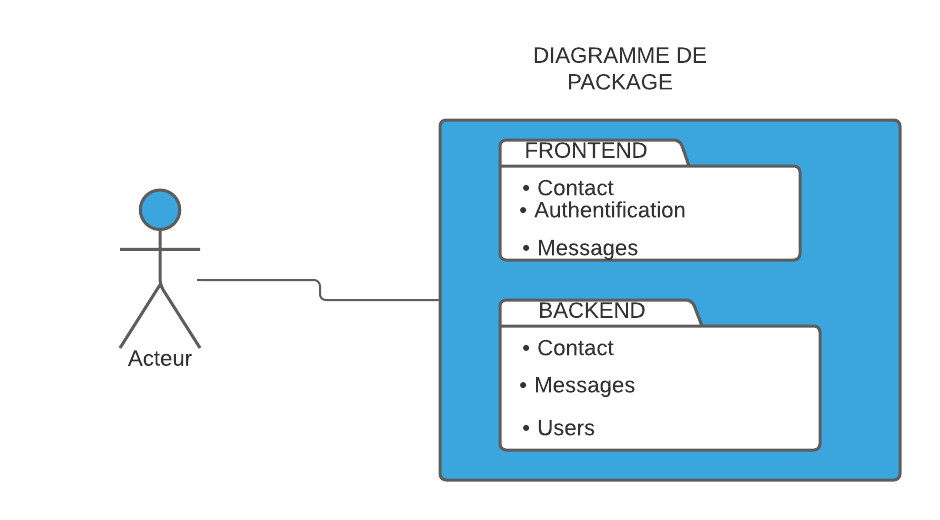 DIAGRAMME DE
PACKAGE
FRONTEND
• Contact
• Authentification
• Messages
BACKEND
• Contact
• Messages
• Users
Acteur